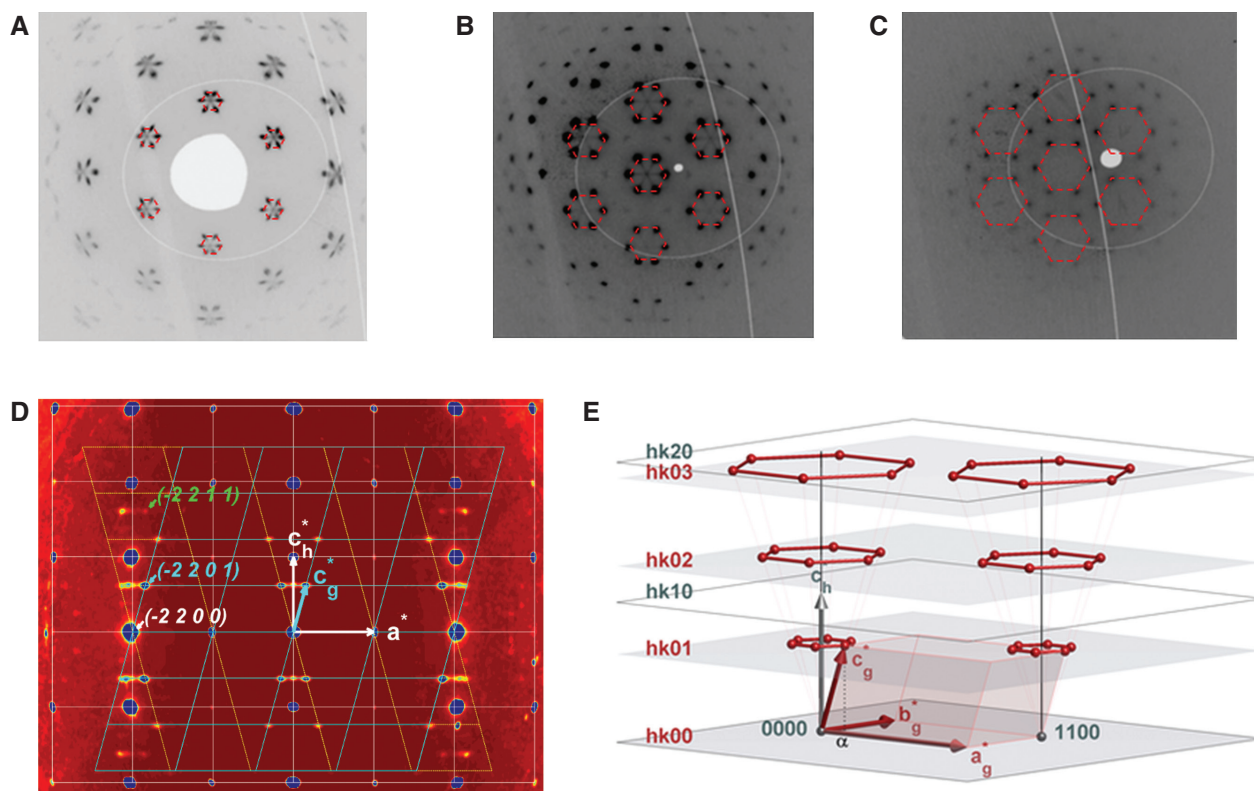 A
B
C
D
(-2 2 1 1)
c*h
(-2 2 0 1)
c*g
(-2 2 0 0)
a*
E
hk20
hk03
hk02
ch
hk10
hk01
c*g
0000
b*g
1100
hk00
α
a*g